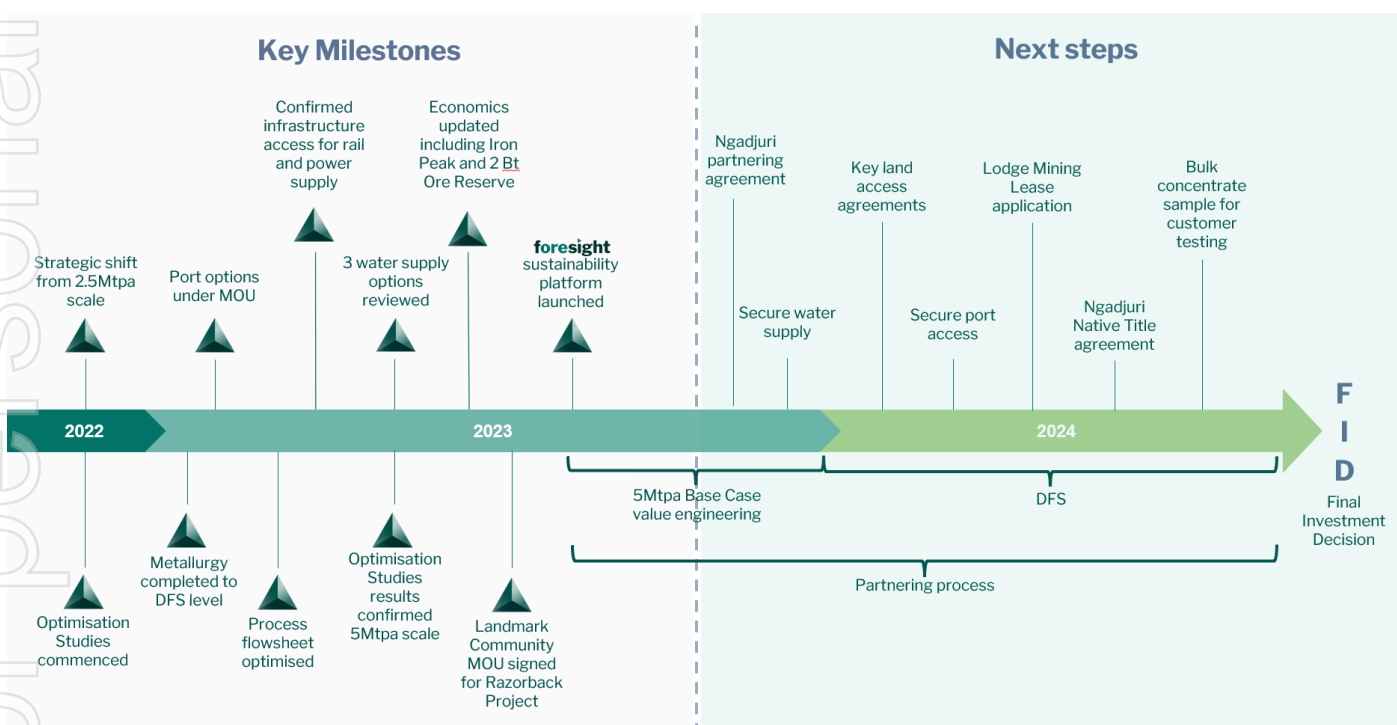 Key Milestones
Next steps
Confirmed
infrastructure
access for rail
and power
supply
Economics
updated
including Iron
Peak and 2 Bt
Ore Reserve
Ngadjuri
partnering
agreement
Key land
access
agreements
Lodge Mining
Lease
application
Bulk
concentrate
sample for
customer
testing
Strategic shift
from 2.5Mtpa
scale
Port options
under MOU
3 water supply
options
reviewed
foresight
sustainability
platform
launched
Secure water
supply
Secure port
access
Ngadjuri
Native Title
agreement
2022
2023
2024
F
I
D
Final
Investment
Decision
5Mtpa Base Case
value engineering
DFS
Partnering process
Optimisation
Studies
commenced
Metallurgy
completed to
DFS level
Process
flowsheet
optimised
Optimisation
Studies
results
confirmed
5Mtpa scale
Landmark
Community
MOU signed
for Razorback
Project
or personal